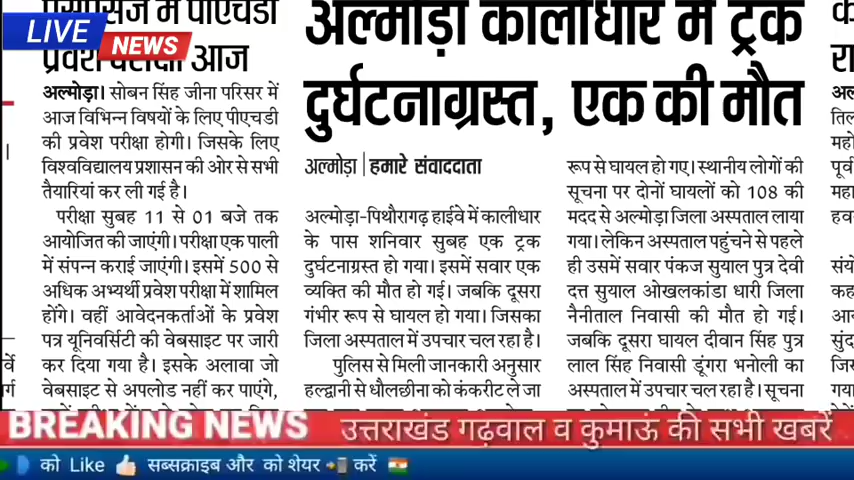 LIVE
NEWS
आज
अल्मोड़ा। सोबन सिंह जीना परिसर में
आज विभिन्न विषयों के लिए पीएचडी
की प्रवेश परीक्षा होगी। जिसके लिए
विश्वविद्यालय प्रशासन की ओर से सभी
तैयारियां कर ली गई है।
परीक्षा सुबह 11 से 01 बजे तक
आयोजित की जाएंगी। परीक्षा एक पाली
में संपन्न कराई जाएंगी। इसमें 500 से
अधिक अभ्यर्थी प्रवेश परीक्षा में शामिल
होंगे। वहीं आवेदनकर्ताओं के प्रवेश
पत्र यूनिवर्सिटी की वेबसाइट पर जारी
कर दिया गया है। इसके अलावा जो
वेबसाइट से अपलोड नहीं कर पाएंगे,
अल्मोड़ा कालीधार में ट्रक
दुर्घटनाग्रस्त, एक की मौत
अल्मोड़ा | हमारे संवाददाता
अल्मोड़ा-पिथौरागढ़ हाईवे में कालीधार
के पास शनिवार सुबह एक ट्रक
दुर्घटनाग्रस्त हो गया। इसमें सवार एक
व्यक्ति की मौत हो गई। जबकि दूसरा
गंभीर रूप से घायल हो गया। जिसका
जिला अस्पताल में उपचार चल रहा है।
पुलिस से मिली जानकारी अनुसार
हल्द्वानी से धौलछीना को कंकरीट ले जा
रूप से घायल हो गए। स्थानीय लोगों की
सूचना पर दोनों घायलों को 108 की
मदद से अल्मोड़ा जिला अस्पताल लाया
गया। लेकिन अस्पताल पहुंचने से पहले
ही उसमें सवार पंकज सुयाल पुत्र देवी
दत्त सुयाल ओखलकांडा धारी जिला
नैनीताल निवासी की मौत हो गई।
जबकि दूसरा घायल दीवान सिंह पुत्र
लाल सिंह निवासी डूंगरा भनोली का
अस्पताल में उपचार चल रहा है। सूचना
BREAKING NEWS उत्तराखंड गढ़वाल व कुमाऊं की सभी खबरें
को Like 👍🏻 सब्सक्राइब और को शेयर 📲 करें 🇮🇳